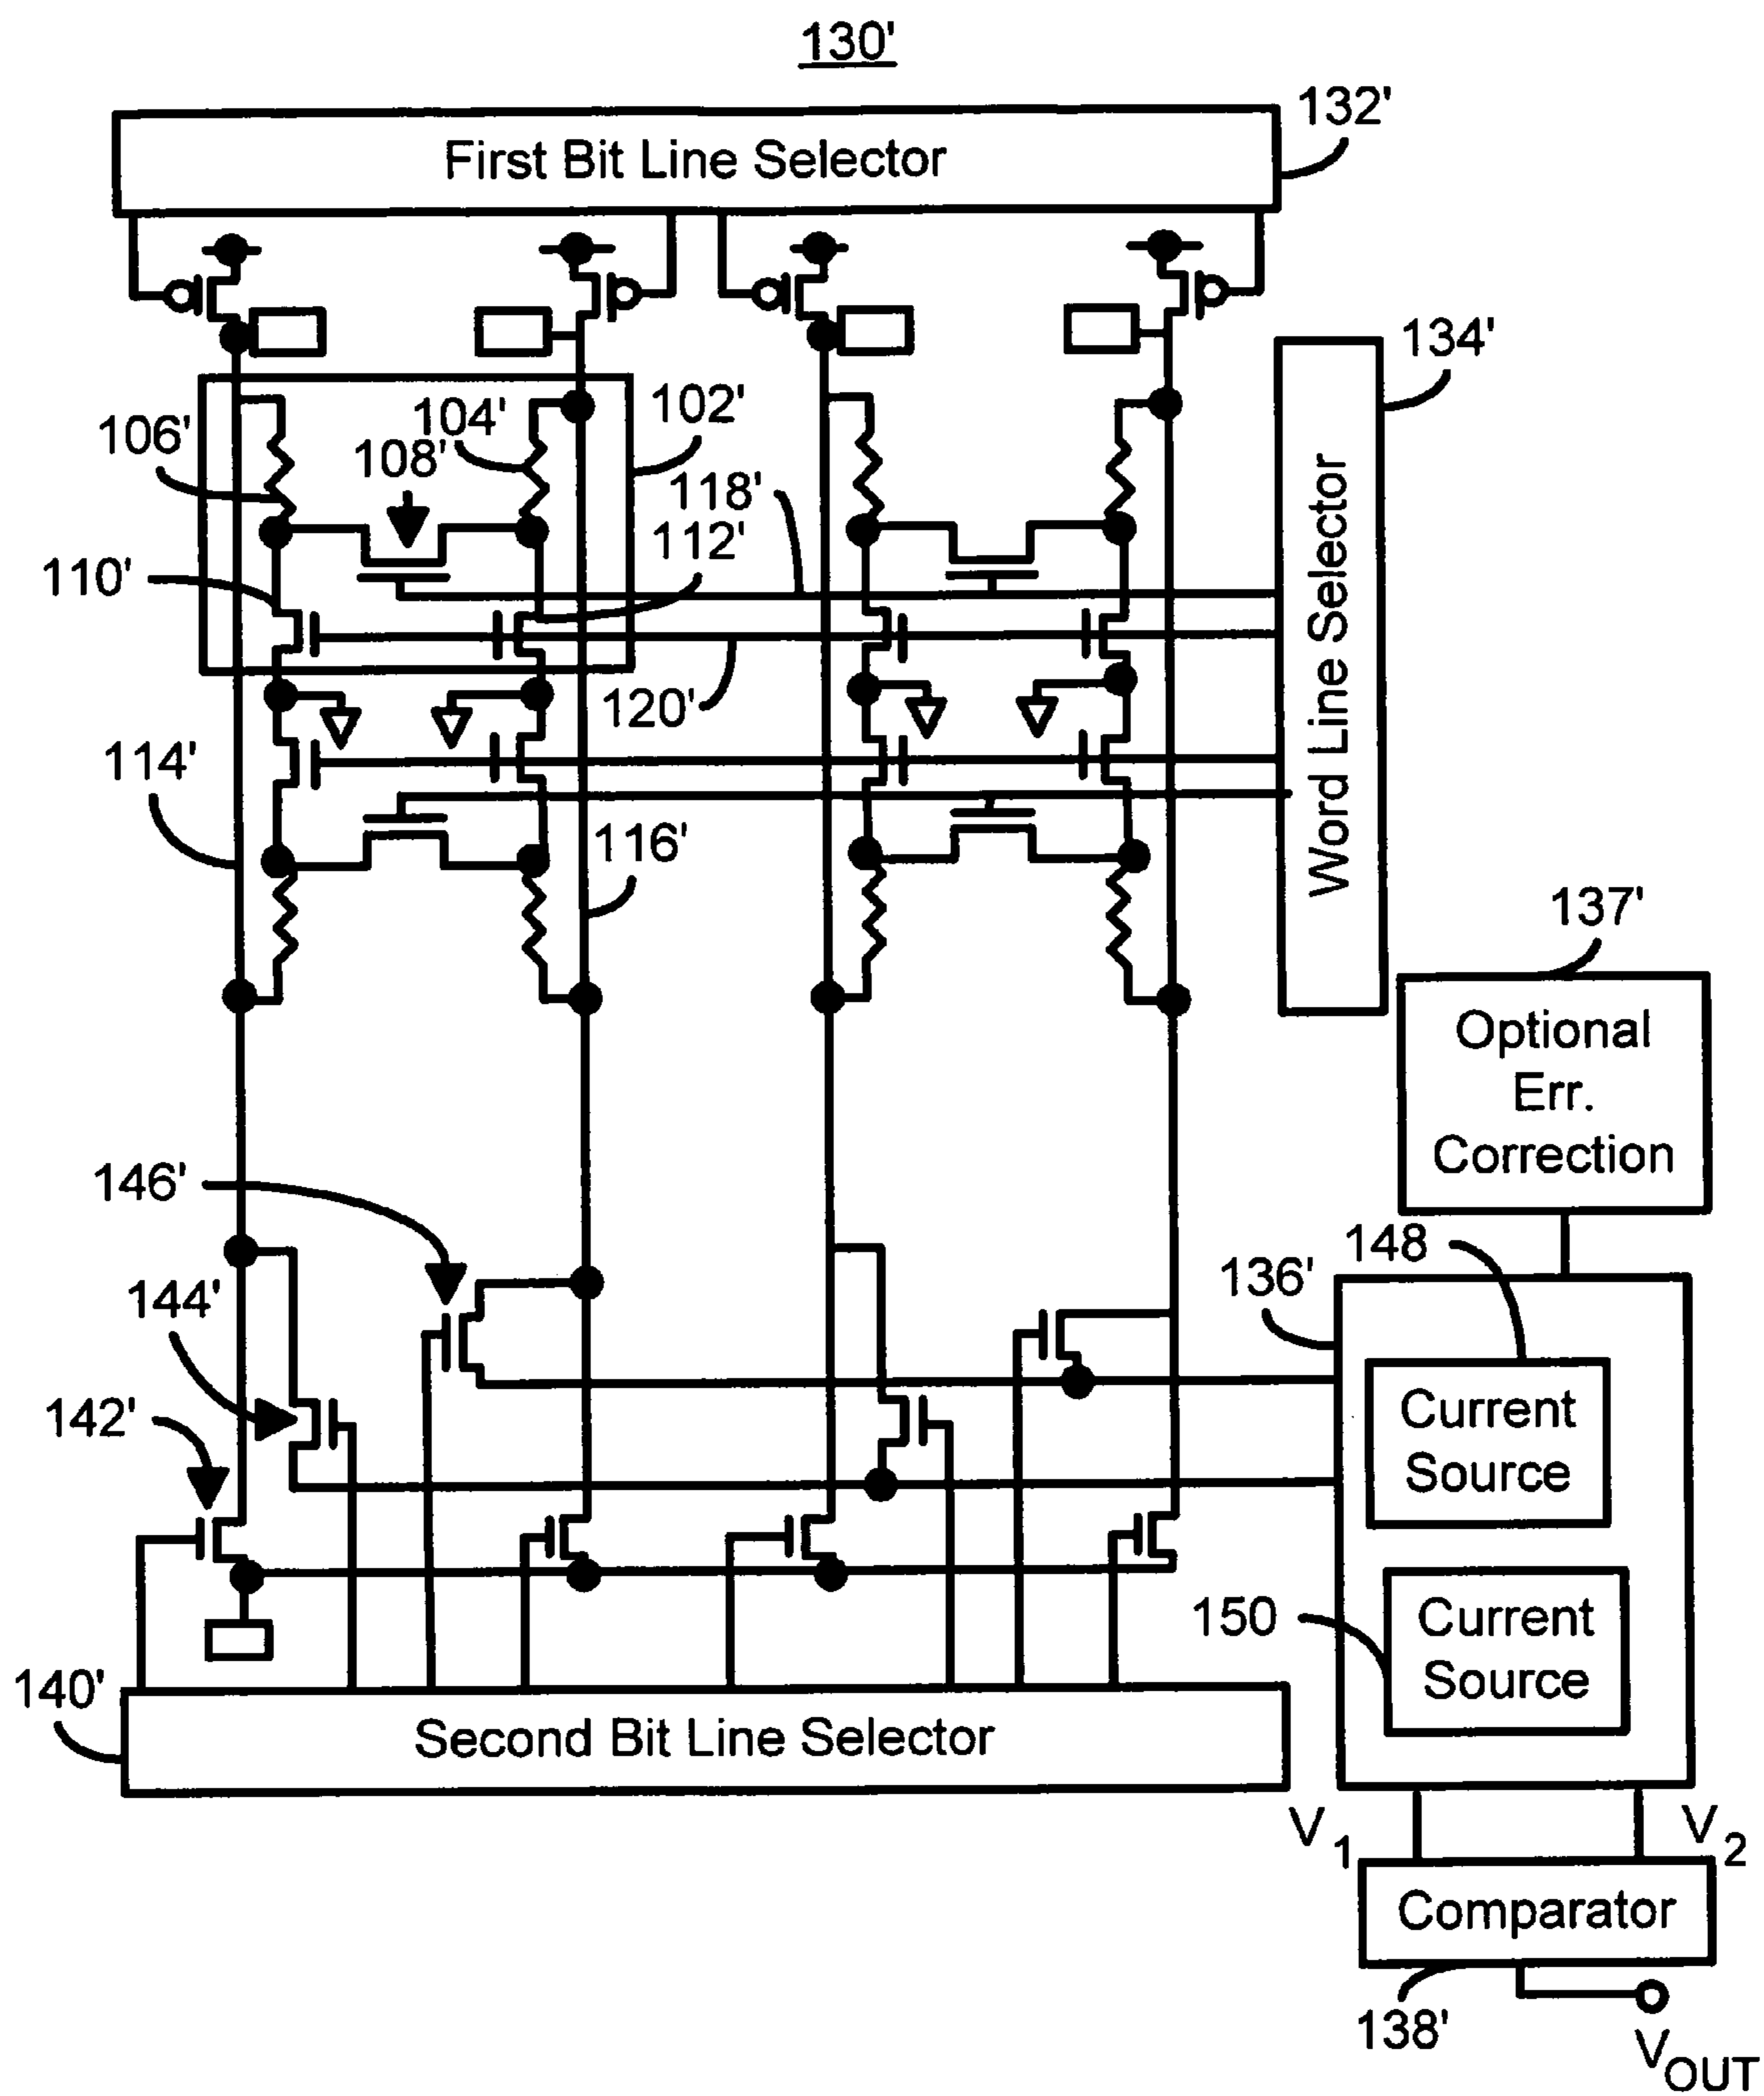 130'
132'
First Bit Line Selector
134'
102'
104'
106'
108'
118'
112'
110'
Word Line Selector
120'
114'
116'
137'
Optional
Err.
Correction
146'
148
136'
144'
Current
Source
142'
150
Current
Source
140'
Second Bit Line Selector
V1
V2
Comparator
138'
VOUT